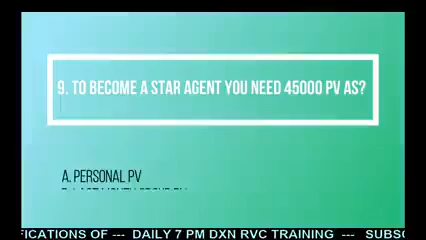 9. TO BECOME A STAR AGENT YOU NEED 45000 PV AS?
A. PERSONAL PV
FICATIONS OF --- DAILY 7 PM DXN RVC TRAINING --- SUBSC